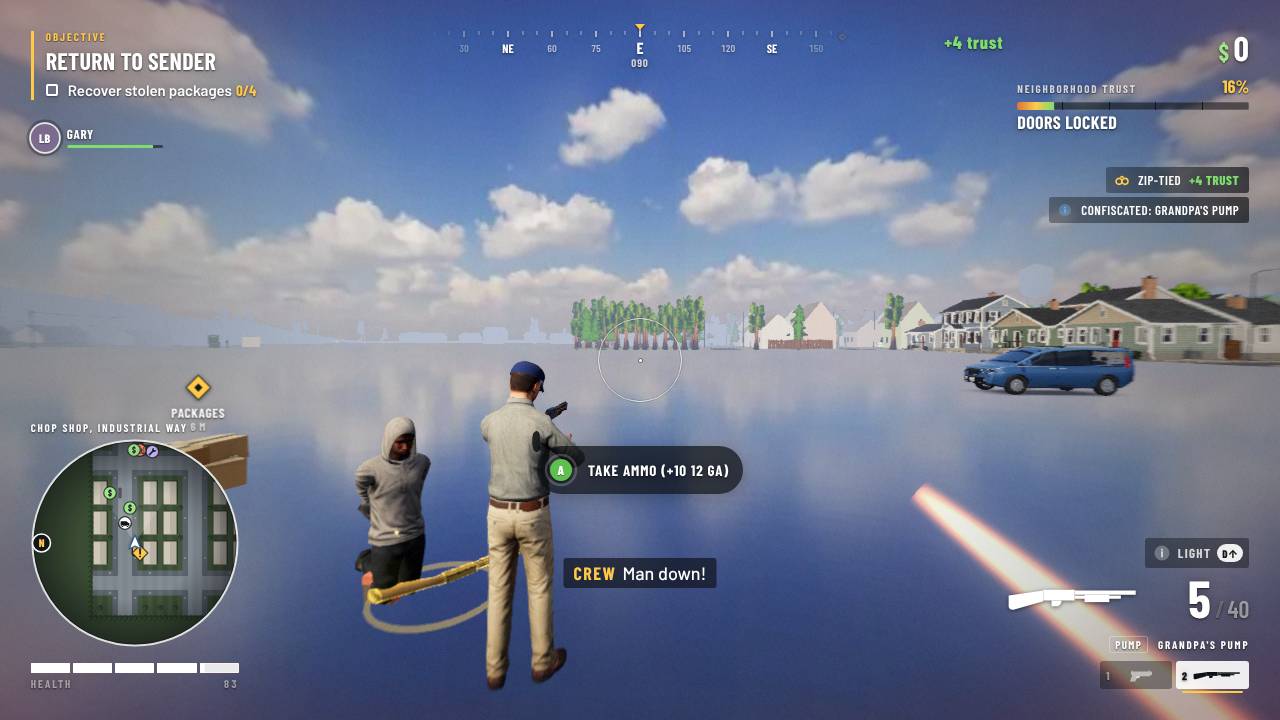 OBJECTIVE
RETURN TO SENDER
Recover stolen packages 0/4
LB GARY
30 NE 60 75 E 105 120 SE 150
090
+4 trust
$0
NEIGHBORHOOD TRUST 16%
DOORS LOCKED
ZIP-TIED +4 TRUST
CONFISCATED: GRANDPA'S PUMP
PACKAGES
6 M
CHOP SHOP, INDUSTRIAL WAY
N
A TAKE AMMO (+10 12 GA)
CREW Man down!
LIGHT D↑
5 / 40
PUMP GRANDPA'S PUMP
1 2
HEALTH 83